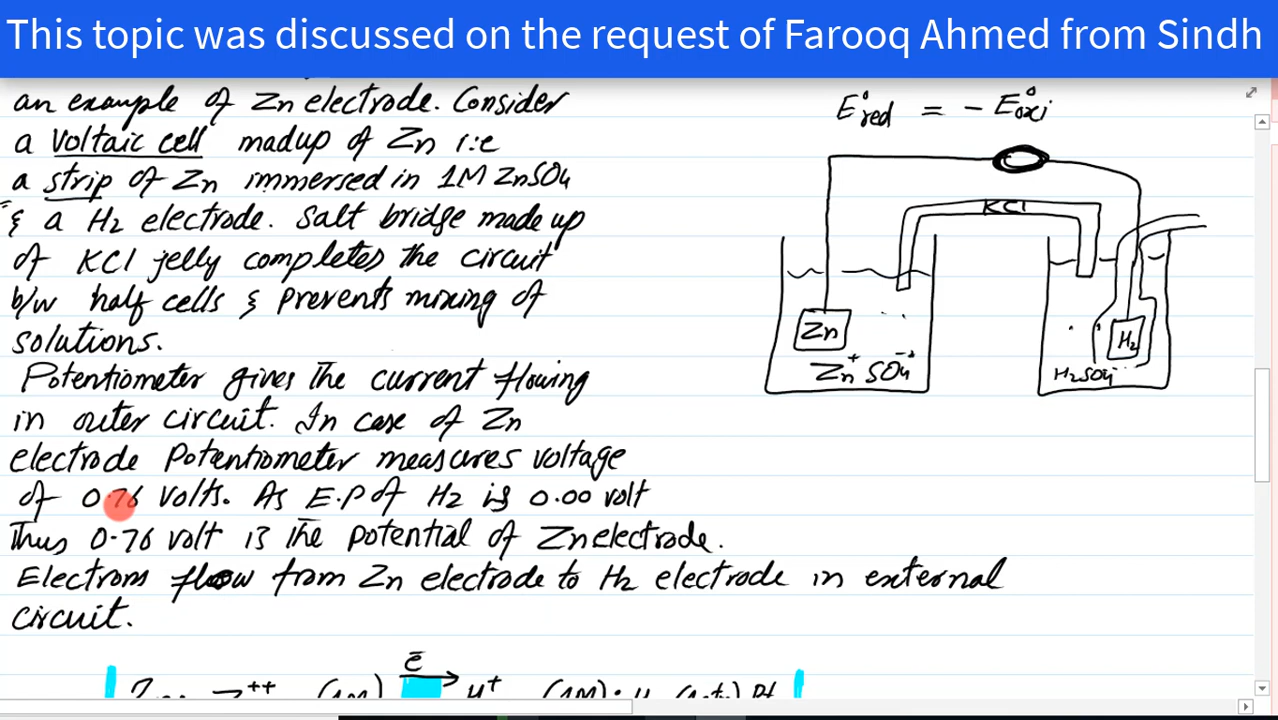 This topic was discussed on the request of Farooq Ahmed from Sindh
an example of Zn electrode. Consider
a voltaic cell madup of Zn i:e
a strip of Zn immersed in 1M ZnSO4
& a H2 electrode. Salt bridge made up
of KCl jelly completes the circuit
b/w half cells & prevents mixing of
solutions.
Potentiometer gives the current flowing
in outer circuit. In case of Zn
electrode Potentiometer measures voltage
of 0.76 volts. As E.P of H2 is 0.00 volt
Thus 0.76 volt is the potential of Zn electrode.
Electrons flow from Zn electrode to H2 electrode in external
circuit.
E°red = - E°oxi
KCl
Zn
H2
Zn+ SO4--
H2SO4
e-